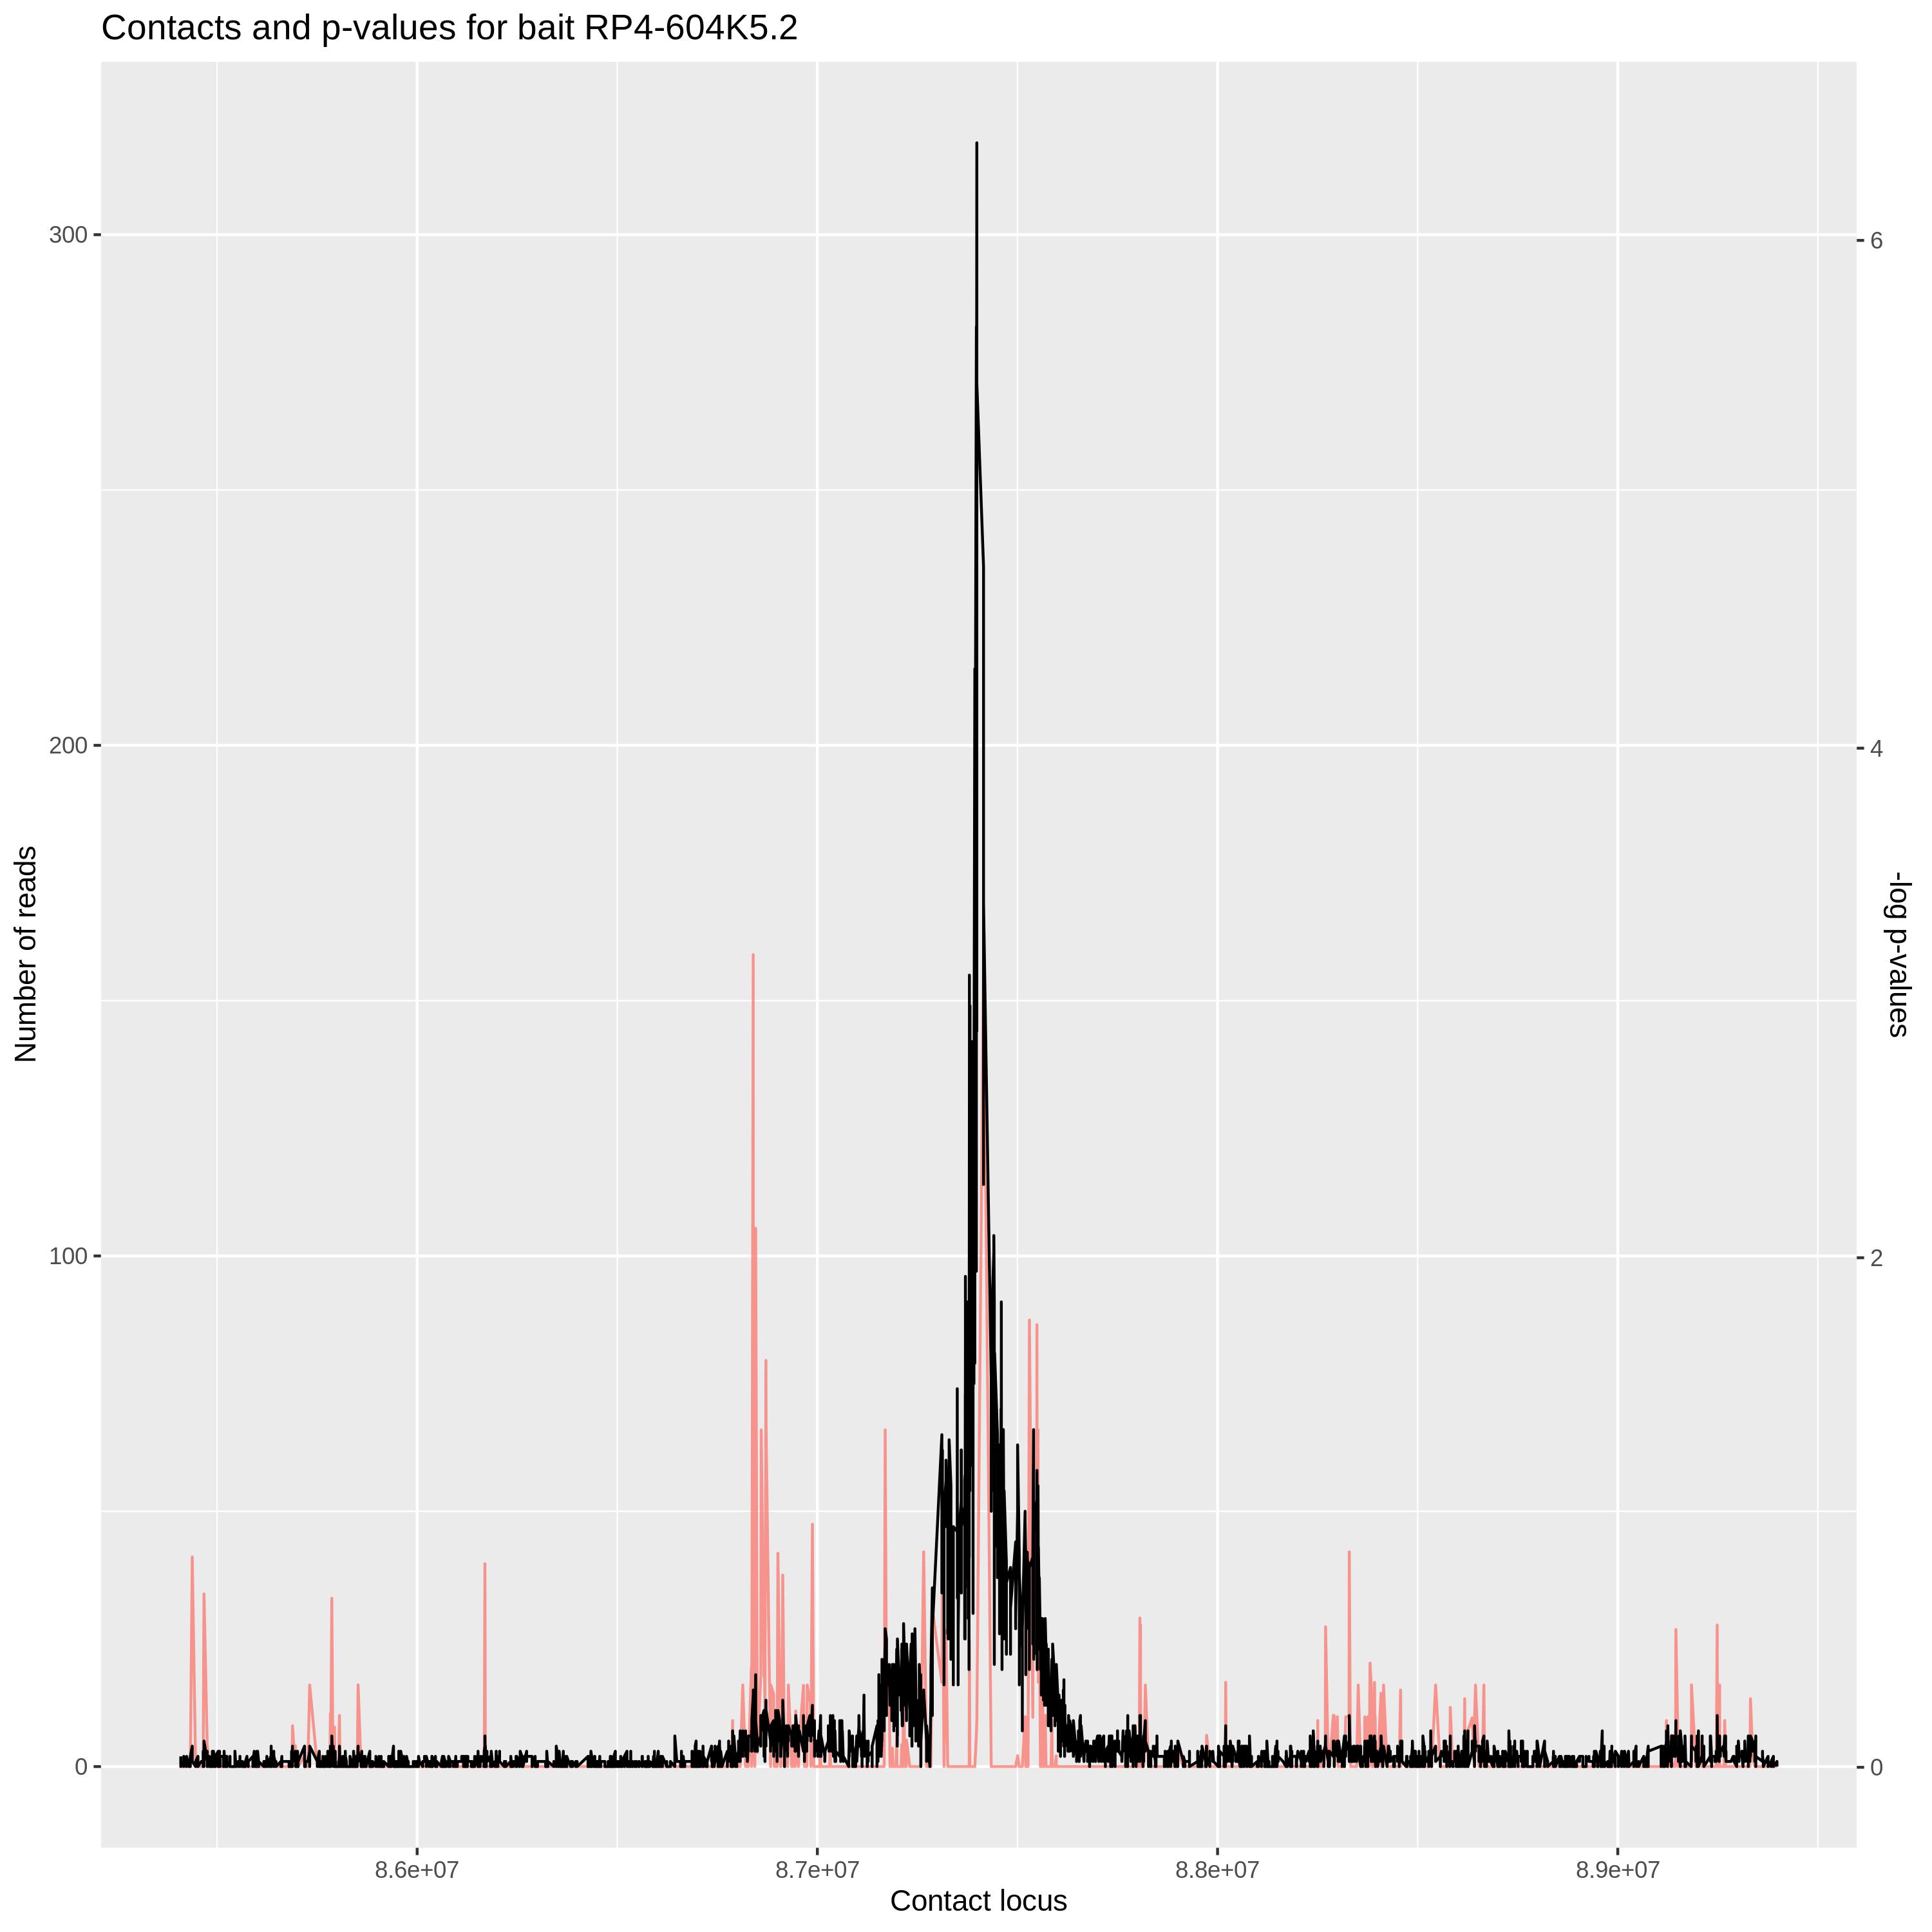 Contacts and p-values for bait RP4-604K5.2
300
200
100
0
Number of reads
6
4
2
0
-log p-values
8.6e+07
8.7e+07
8.8e+07
8.9e+07
Contact locus